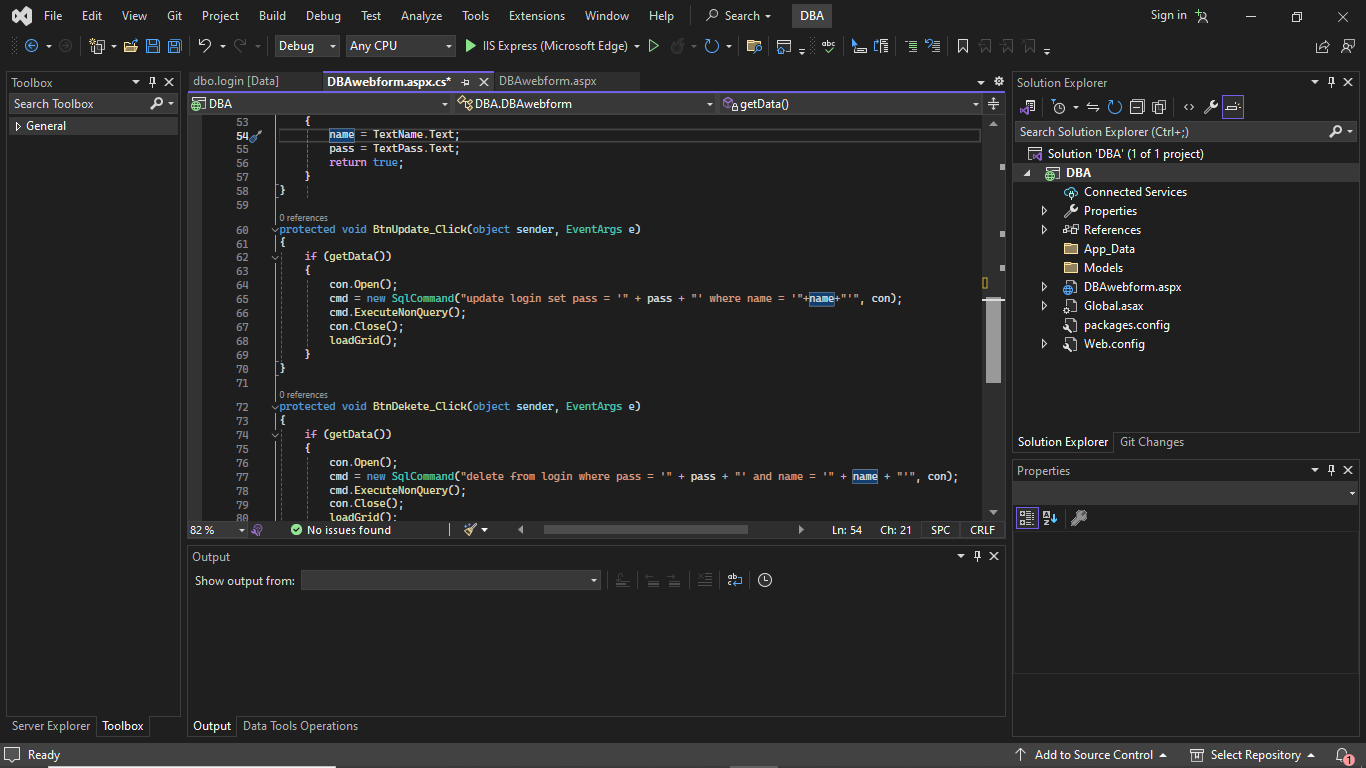 File Edit View Git Project Build Debug Test Analyze Tools Extensions Window Help Search DBA Sign in
Debug Any CPU IIS Express (Microsoft Edge)
Toolbox
Search Toolbox
General
dbo.login [Data] DBAwebform.aspx.cs* DBAwebform.aspx
DBA DBA.DBAwebform getData()
53 {
54 name = TextName.Text;
55 pass = TextPass.Text;
56 return true;
57 }
58 }
59
0 references
60 protected void BtnUpdate_Click(object sender, EventArgs e)
61 {
62 if (getData())
63 {
64 con.Open();
65 cmd = new SqlCommand("update login set pass = '" + pass + "' where name = '"+name+"'", con);
66 cmd.ExecuteNonQuery();
67 con.Close();
68 loadGrid();
69 }
70 }
71
0 references
72 protected void BtnDekete_Click(object sender, EventArgs e)
73 {
74 if (getData())
75 {
76 con.Open();
77 cmd = new SqlCommand("delete from login where pass = '" + pass + "' and name = '" + name + "'", con);
78 cmd.ExecuteNonQuery();
79 con.Close();
80 loadGrid();
82 % No issues found Ln: 54 Ch: 21 SPC CRLF
Output
Show output from:
Solution Explorer
Search Solution Explorer (Ctrl+;)
Solution 'DBA' (1 of 1 project)
DBA
Connected Services
Properties
References
App_Data
Models
DBAwebform.aspx
Global.asax
packages.config
Web.config
Solution Explorer Git Changes
Properties
Server Explorer Toolbox
Output Data Tools Operations
Ready Add to Source Control Select Repository 1